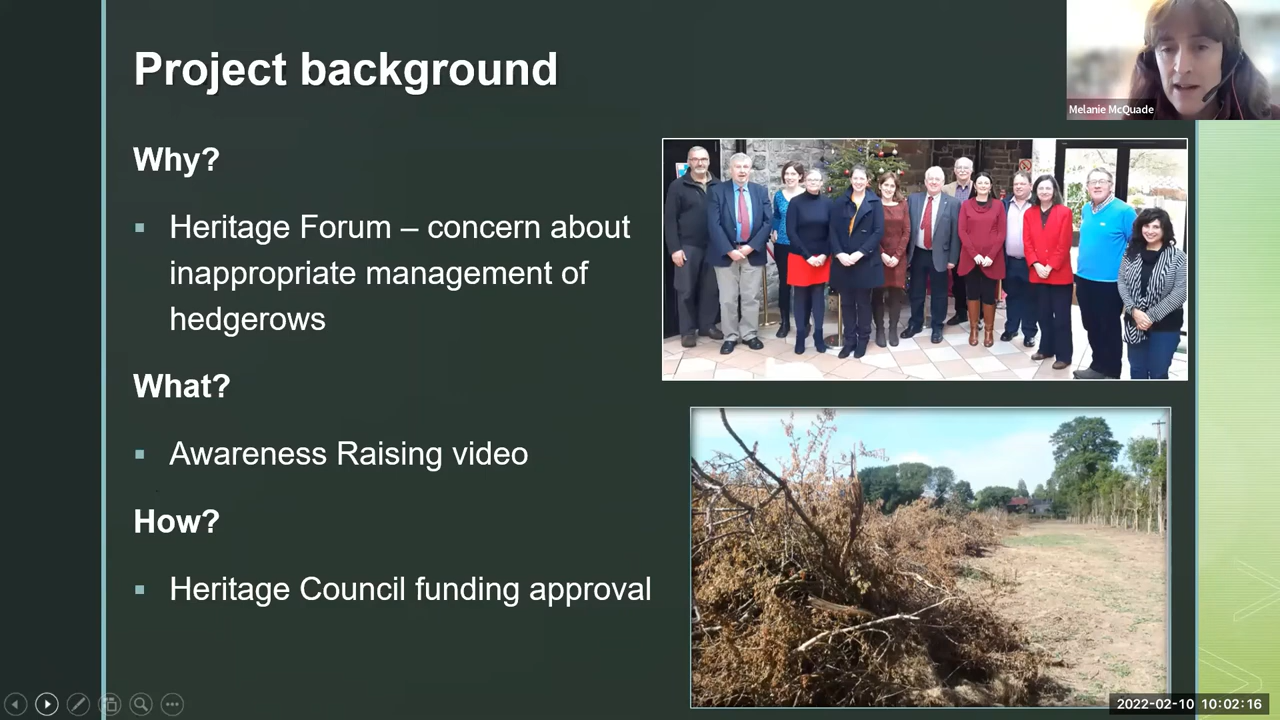 Project background
Melanie McQuade
Why?
Heritage Forum – concern about
inappropriate management of
hedgerows
What?
Awareness Raising video
How?
Heritage Council funding approval
2022-02-10 10:02:16